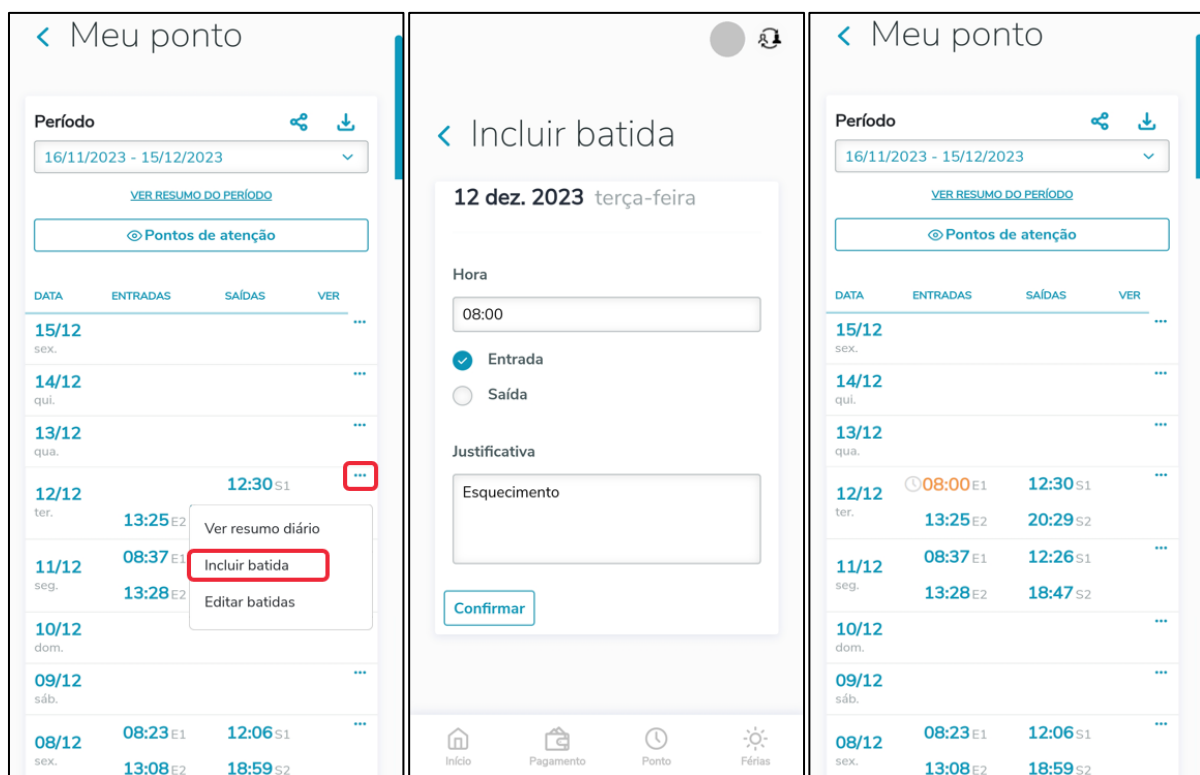 Meu ponto
Período
16/11/2023 - 15/12/2023
VER RESUMO DO PERÍODO
Pontos de atenção
DATA ENTRADAS SAÍDAS VER
15/12
sex.
14/12
qui.
13/12
qua.
12:30 S1
12/12
ter.
13:25 E2
Ver resumo diário
08:37 E1
Incluir batida
11/12
seg.
13:28 E2
Editar batidas
10/12
dom.
09/12
sáb.
08:23 E1 12:06 S1
08/12
sex.
13:08 E2 18:59 S2
Incluir batida
12 dez. 2023 terça-feira
Hora
08:00
Entrada
Saída
Justificativa
Esquecimento
Confirmar
Início Pagamento Ponto Férias
Meu ponto
Período
16/11/2023 - 15/12/2023
VER RESUMO DO PERÍODO
Pontos de atenção
DATA ENTRADAS SAÍDAS VER
15/12
sex.
14/12
qui.
13/12
qua.
08:00 E1 12:30 S1
12/12
ter.
13:25 E2 20:29 S2
08:37 E1 12:26 S1
11/12
seg.
13:28 E2 18:47 S2
10/12
dom.
09/12
sáb.
08:23 E1 12:06 S1
08/12
sex.
13:08 E2 18:59 S2